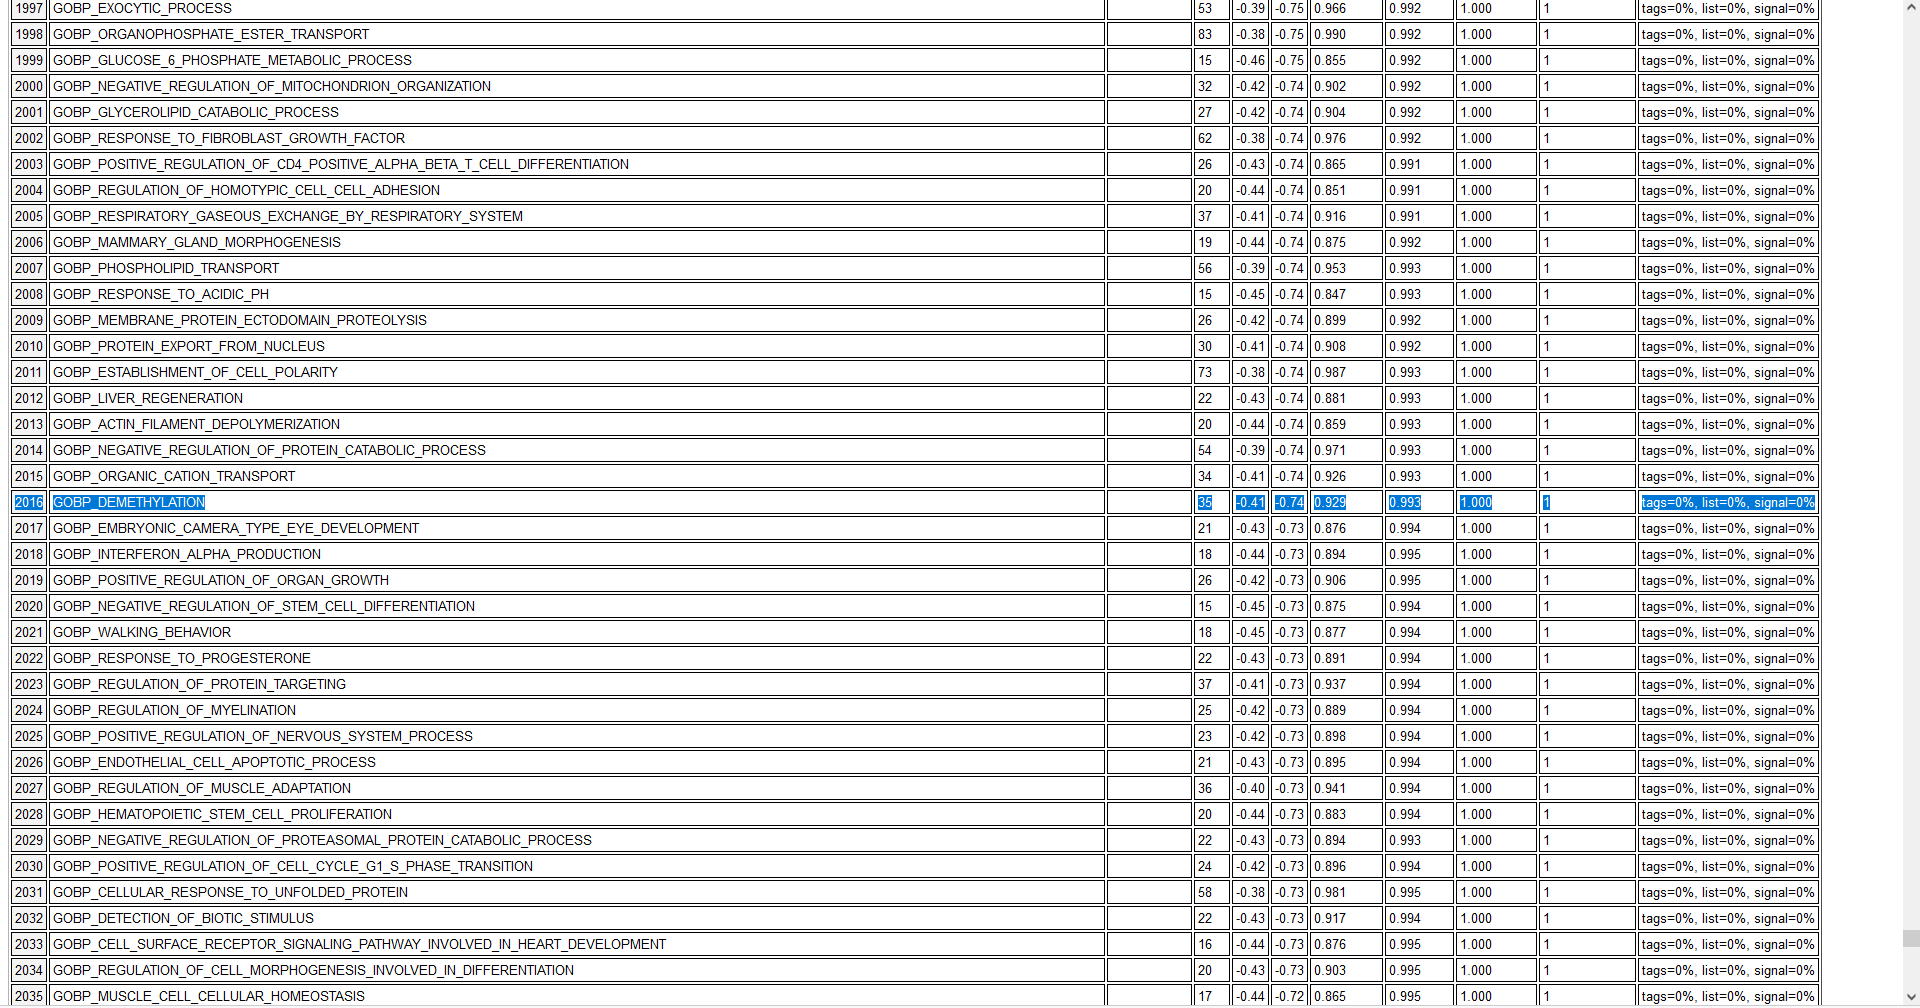 1997 GOBP_EXOCYTIC_PROCESS 53 -0.39 -0.75 0.966 0.992 1.000 1 tags=0%, list=0%, signal=0%
1998 GOBP_ORGANOPHOSPHATE_ESTER_TRANSPORT 83 -0.38 -0.75 0.990 0.992 1.000 1 tags=0%, list=0%, signal=0%
1999 GOBP_GLUCOSE_6_PHOSPHATE_METABOLIC_PROCESS 15 -0.46 -0.75 0.855 0.992 1.000 1 tags=0%, list=0%, signal=0%
2000 GOBP_NEGATIVE_REGULATION_OF_MITOCHONDRION_ORGANIZATION 32 -0.42 -0.74 0.902 0.992 1.000 1 tags=0%, list=0%, signal=0%
2001 GOBP_GLYCEROLIPID_CATABOLIC_PROCESS 27 -0.42 -0.74 0.904 0.992 1.000 1 tags=0%, list=0%, signal=0%
2002 GOBP_RESPONSE_TO_FIBROBLAST_GROWTH_FACTOR 62 -0.38 -0.74 0.976 0.992 1.000 1 tags=0%, list=0%, signal=0%
2003 GOBP_POSITIVE_REGULATION_OF_CD4_POSITIVE_ALPHA_BETA_T_CELL_DIFFERENTIATION 26 -0.43 -0.74 0.865 0.991 1.000 1 tags=0%, list=0%, signal=0%
2004 GOBP_REGULATION_OF_HOMOTYPIC_CELL_CELL_ADHESION 20 -0.44 -0.74 0.851 0.991 1.000 1 tags=0%, list=0%, signal=0%
2005 GOBP_RESPIRATORY_GASEOUS_EXCHANGE_BY_RESPIRATORY_SYSTEM 37 -0.41 -0.74 0.916 0.991 1.000 1 tags=0%, list=0%, signal=0%
2006 GOBP_MAMMARY_GLAND_MORPHOGENESIS 19 -0.44 -0.74 0.875 0.992 1.000 1 tags=0%, list=0%, signal=0%
2007 GOBP_PHOSPHOLIPID_TRANSPORT 56 -0.39 -0.74 0.953 0.993 1.000 1 tags=0%, list=0%, signal=0%
2008 GOBP_RESPONSE_TO_ACIDIC_PH 15 -0.45 -0.74 0.847 0.993 1.000 1 tags=0%, list=0%, signal=0%
2009 GOBP_MEMBRANE_PROTEIN_ECTODOMAIN_PROTEOLYSIS 26 -0.42 -0.74 0.899 0.992 1.000 1 tags=0%, list=0%, signal=0%
2010 GOBP_PROTEIN_EXPORT_FROM_NUCLEUS 30 -0.41 -0.74 0.908 0.992 1.000 1 tags=0%, list=0%, signal=0%
2011 GOBP_ESTABLISHMENT_OF_CELL_POLARITY 73 -0.38 -0.74 0.987 0.993 1.000 1 tags=0%, list=0%, signal=0%
2012 GOBP_LIVER_REGENERATION 22 -0.43 -0.74 0.881 0.993 1.000 1 tags=0%, list=0%, signal=0%
2013 GOBP_ACTIN_FILAMENT_DEPOLYMERIZATION 20 -0.44 -0.74 0.859 0.993 1.000 1 tags=0%, list=0%, signal=0%
2014 GOBP_NEGATIVE_REGULATION_OF_PROTEIN_CATABOLIC_PROCESS 54 -0.39 -0.74 0.971 0.993 1.000 1 tags=0%, list=0%, signal=0%
2015 GOBP_ORGANIC_CATION_TRANSPORT 34 -0.41 -0.74 0.926 0.993 1.000 1 tags=0%, list=0%, signal=0%
2016 GOBP_DEMETHYLATION 35 -0.41 -0.74 0.929 0.993 1.000 1 tags=0%, list=0%, signal=0%
2017 GOBP_EMBRYONIC_CAMERA_TYPE_EYE_DEVELOPMENT 21 -0.43 -0.73 0.876 0.994 1.000 1 tags=0%, list=0%, signal=0%
2018 GOBP_INTERFERON_ALPHA_PRODUCTION 18 -0.44 -0.73 0.894 0.995 1.000 1 tags=0%, list=0%, signal=0%
2019 GOBP_POSITIVE_REGULATION_OF_ORGAN_GROWTH 26 -0.42 -0.73 0.906 0.995 1.000 1 tags=0%, list=0%, signal=0%
2020 GOBP_NEGATIVE_REGULATION_OF_STEM_CELL_DIFFERENTIATION 15 -0.45 -0.73 0.875 0.994 1.000 1 tags=0%, list=0%, signal=0%
2021 GOBP_WALKING_BEHAVIOR 18 -0.45 -0.73 0.877 0.994 1.000 1 tags=0%, list=0%, signal=0%
2022 GOBP_RESPONSE_TO_PROGESTERONE 22 -0.43 -0.73 0.891 0.994 1.000 1 tags=0%, list=0%, signal=0%
2023 GOBP_REGULATION_OF_PROTEIN_TARGETING 37 -0.41 -0.73 0.937 0.994 1.000 1 tags=0%, list=0%, signal=0%
2024 GOBP_REGULATION_OF_MYELINATION 25 -0.42 -0.73 0.889 0.994 1.000 1 tags=0%, list=0%, signal=0%
2025 GOBP_POSITIVE_REGULATION_OF_NERVOUS_SYSTEM_PROCESS 23 -0.42 -0.73 0.898 0.994 1.000 1 tags=0%, list=0%, signal=0%
2026 GOBP_ENDOTHELIAL_CELL_APOPTOTIC_PROCESS 21 -0.43 -0.73 0.895 0.994 1.000 1 tags=0%, list=0%, signal=0%
2027 GOBP_REGULATION_OF_MUSCLE_ADAPTATION 36 -0.40 -0.73 0.941 0.994 1.000 1 tags=0%, list=0%, signal=0%
2028 GOBP_HEMATOPOIETIC_STEM_CELL_PROLIFERATION 20 -0.44 -0.73 0.883 0.994 1.000 1 tags=0%, list=0%, signal=0%
2029 GOBP_NEGATIVE_REGULATION_OF_PROTEASOMAL_PROTEIN_CATABOLIC_PROCESS 22 -0.43 -0.73 0.894 0.993 1.000 1 tags=0%, list=0%, signal=0%
2030 GOBP_POSITIVE_REGULATION_OF_CELL_CYCLE_G1_S_PHASE_TRANSITION 24 -0.42 -0.73 0.896 0.994 1.000 1 tags=0%, list=0%, signal=0%
2031 GOBP_CELLULAR_RESPONSE_TO_UNFOLDED_PROTEIN 58 -0.38 -0.73 0.981 0.995 1.000 1 tags=0%, list=0%, signal=0%
2032 GOBP_DETECTION_OF_BIOTIC_STIMULUS 22 -0.43 -0.73 0.917 0.994 1.000 1 tags=0%, list=0%, signal=0%
2033 GOBP_CELL_SURFACE_RECEPTOR_SIGNALING_PATHWAY_INVOLVED_IN_HEART_DEVELOPMENT 16 -0.44 -0.73 0.876 0.995 1.000 1 tags=0%, list=0%, signal=0%
2034 GOBP_REGULATION_OF_CELL_MORPHOGENESIS_INVOLVED_IN_DIFFERENTIATION 20 -0.43 -0.73 0.903 0.995 1.000 1 tags=0%, list=0%, signal=0%
2035 GOBP_MUSCLE_CELL_CELLULAR_HOMEOSTASIS 17 -0.44 -0.72 0.865 0.995 1.000 1 tags=0%, list=0%, signal=0%